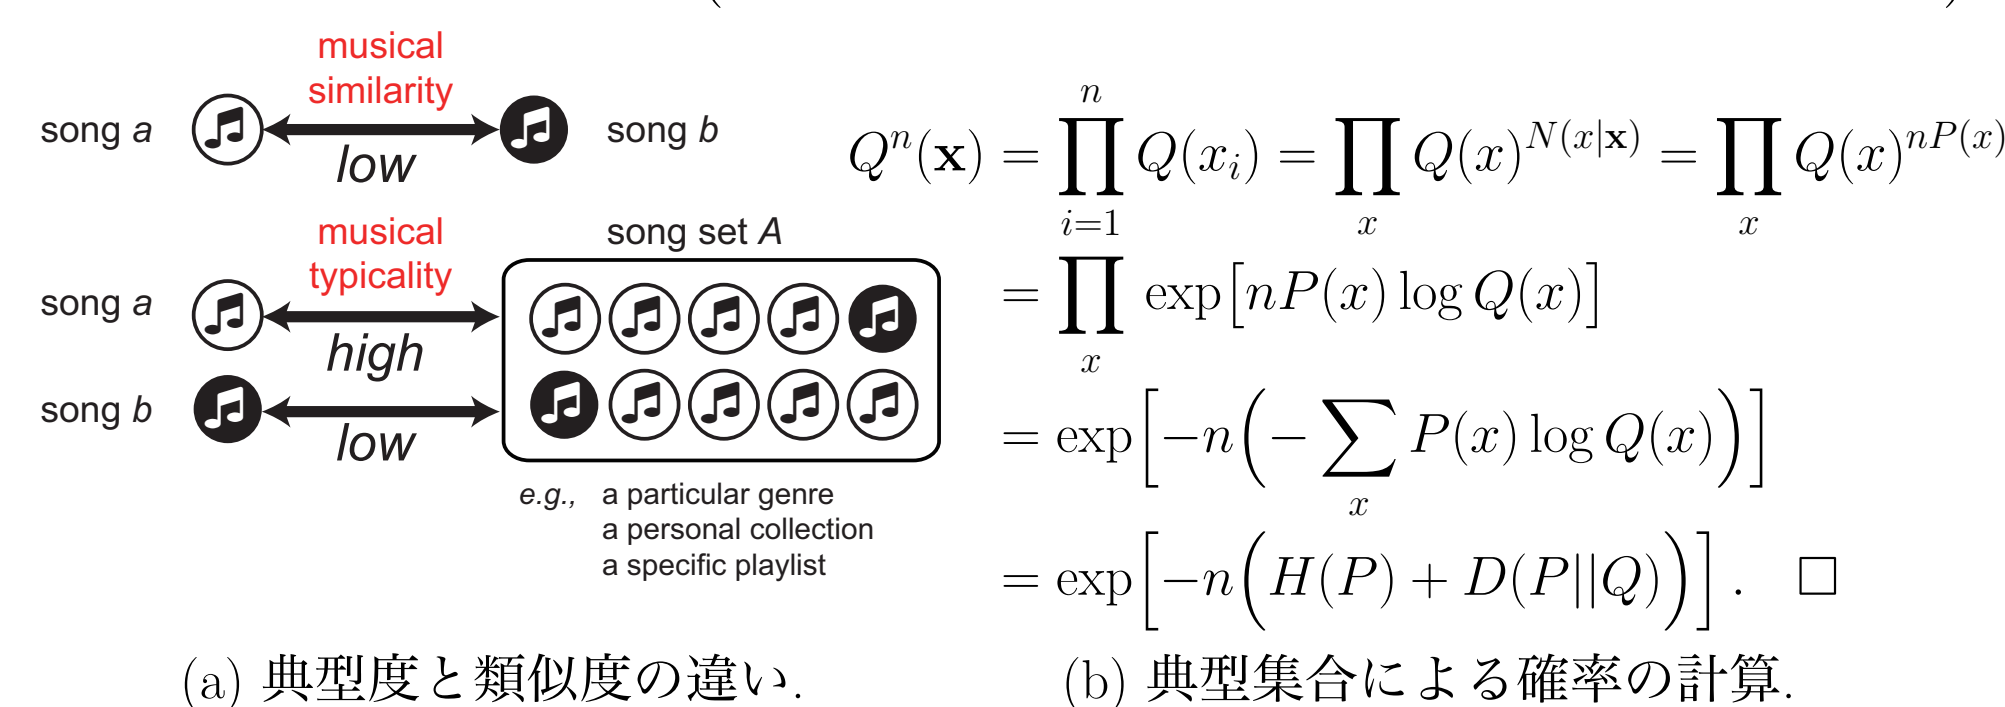 musical
similarity
song a
low
song b
musical
typicality
song set A
song a
high
song b
low
e.g., a particular genre
a personal collection
a specific playlist
(a) 典型度と類似度の違い.
Qⁿ(𝐱) = ∏_{i=1}^{n} Q(x_i) = ∏_x Q(x)^{N(x|𝐱)} = ∏_x Q(x)^{nP(x)}
= ∏_x exp[nP(x) log Q(x)]
= exp[−n(−∑_x P(x) log Q(x))]
= exp[−n(H(P) + D(P||Q))]. □
(b) 典型集合による確率の計算.